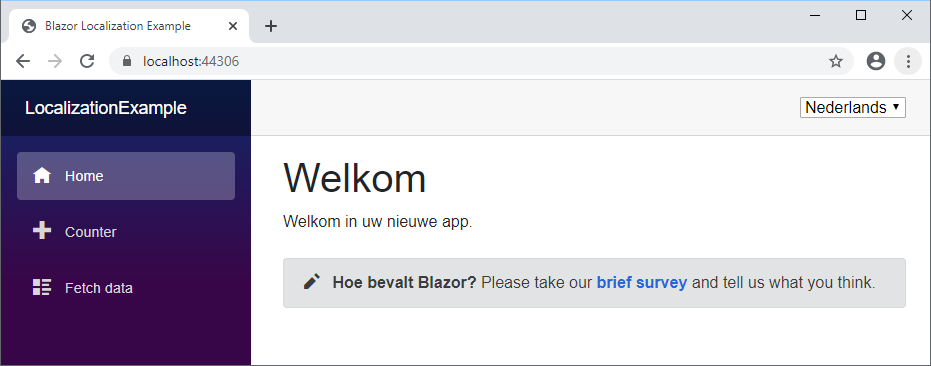 Blazor Localization Example
localhost:44306
LocalizationExample
Nederlands
Home
Counter
Fetch data
Welkom
Welkom in uw nieuwe app.
Hoe bevalt Blazor? Please take our brief survey and tell us what you think.